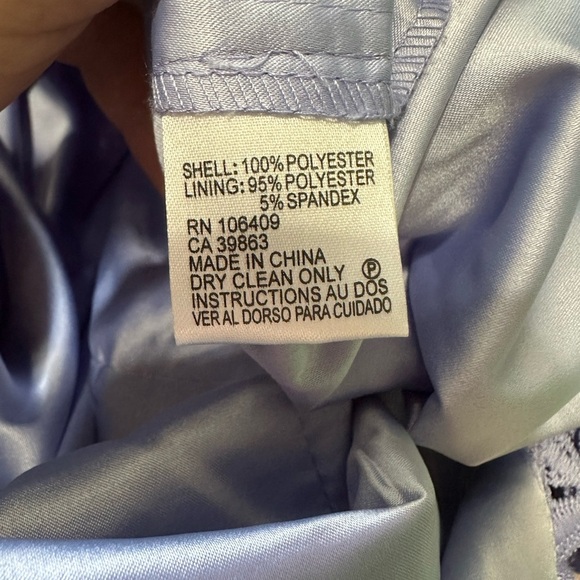 SHELL: 100% POLYESTER
LINING: 95% POLYESTER
5% SPANDEX
RN 106409
CA 39863
MADE IN CHINA
DRY CLEAN ONLY Ⓟ
INSTRUCTIONS AU DOS
VER AL DORSO PARA CUIDADO